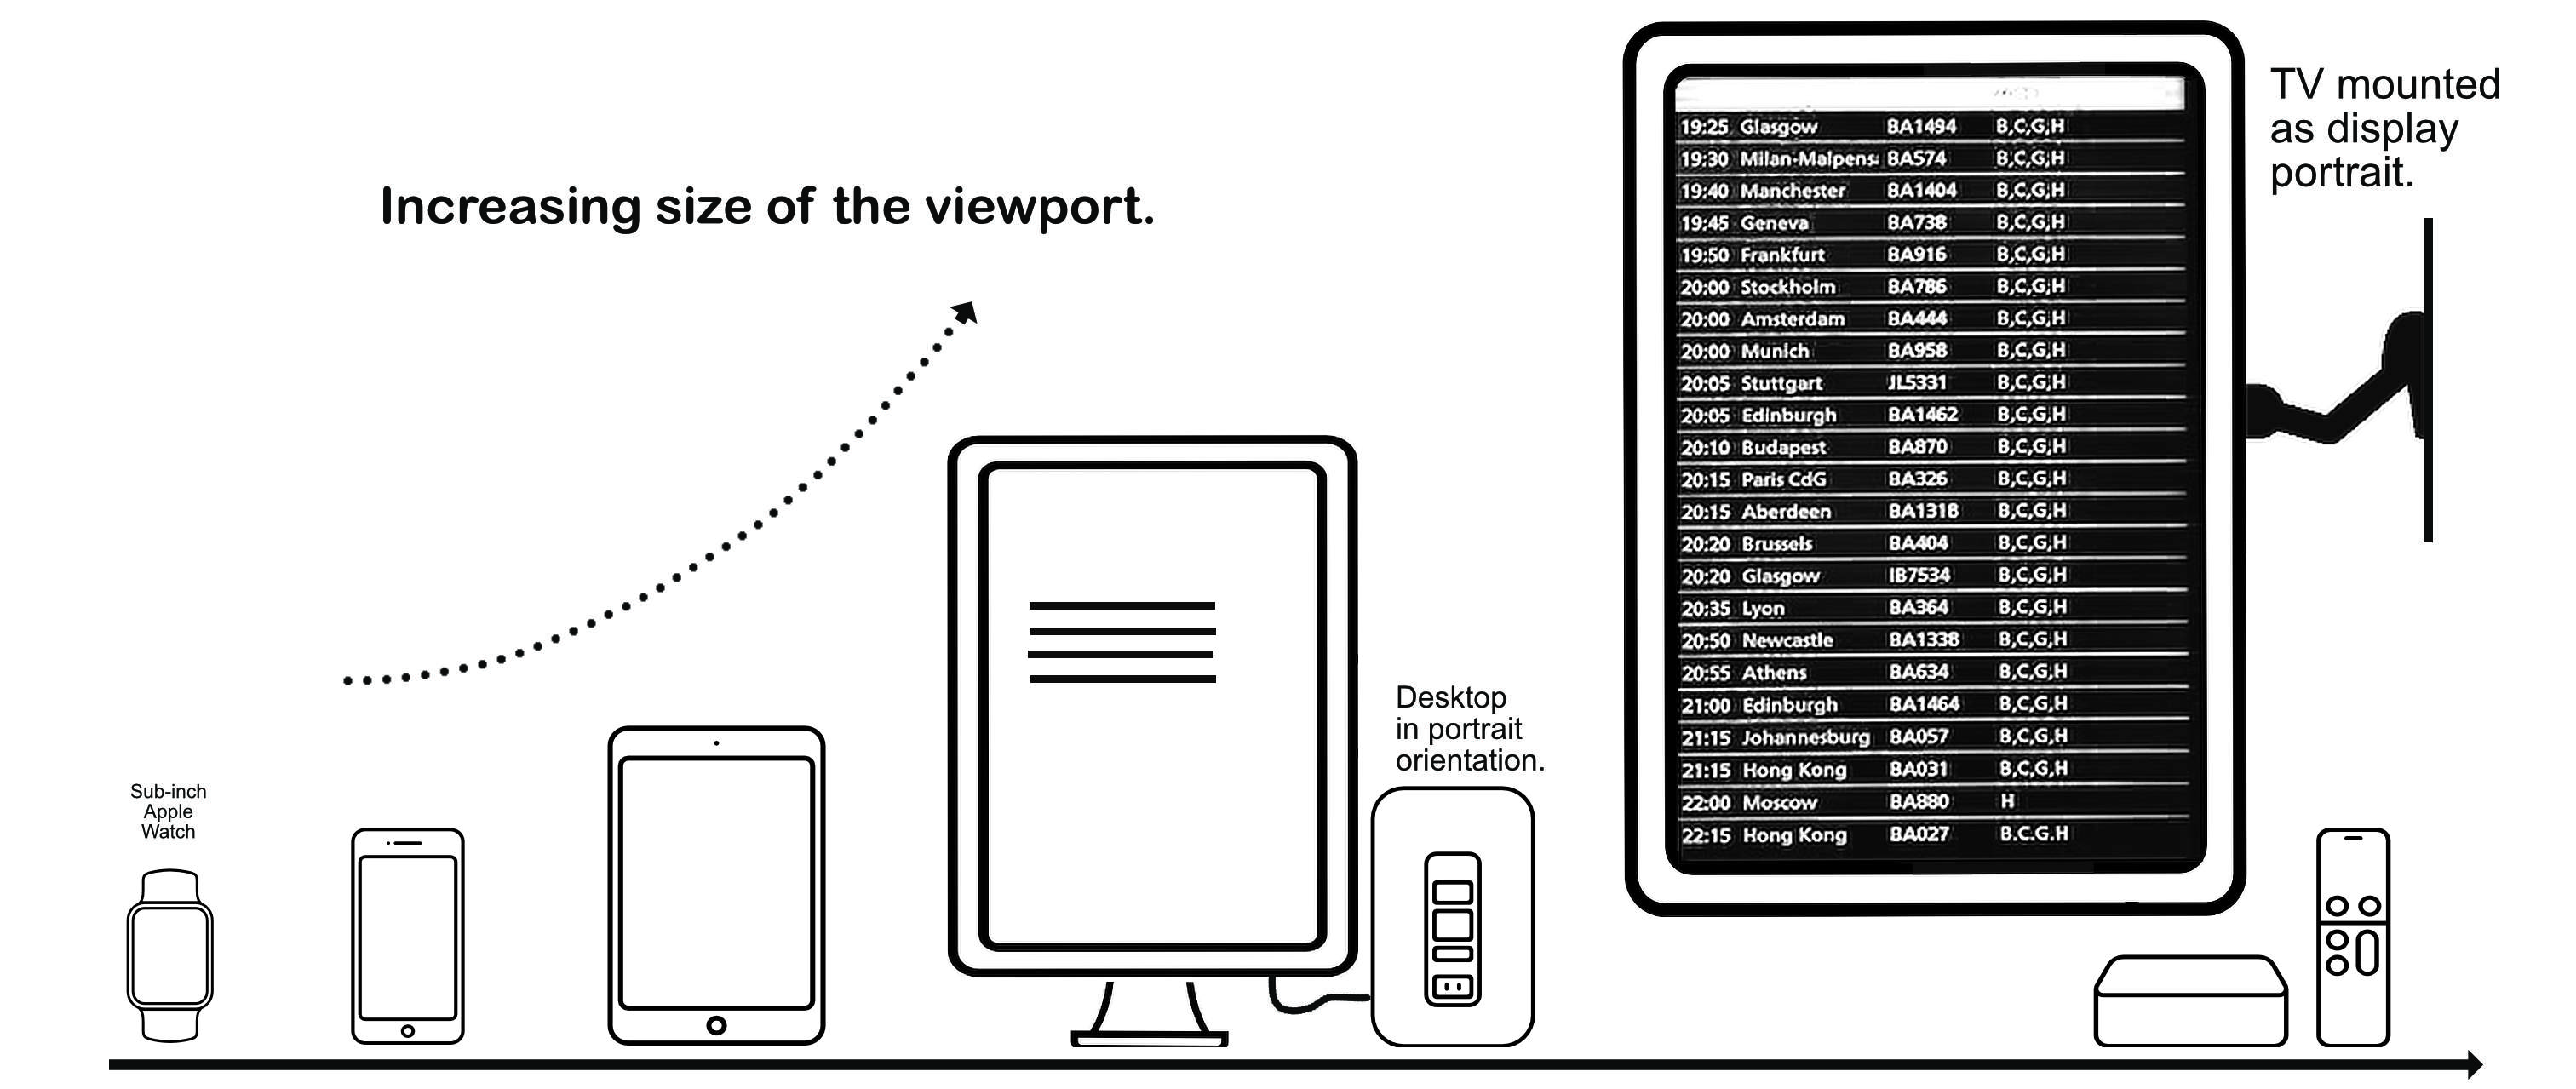 Increasing size of the viewport.
Sub-inch
Apple
Watch
Desktop
in portrait
orientation.
19:25 Glasgow BA1494 B,C,G,H
19:30 Milan-Malpensa BA574 B,C,G,H
19:40 Manchester BA1404 B,C,G,H
19:45 Geneva BA738 B,C,G,H
19:50 Frankfurt BA916 B,C,G,H
20:00 Stockholm BA786 B,C,G,H
20:00 Amsterdam BA444 B,C,G,H
20:00 Munich BA958 B,C,G,H
20:05 Stuttgart JL5331 B,C,G,H
20:05 Edinburgh BA1462 B,C,G,H
20:10 Budapest BA870 B,C,G,H
20:15 Paris CdG BA326 B,C,G,H
20:15 Aberdeen BA1318 B,C,G,H
20:20 Brussels BA404 B,C,G,H
20:20 Glasgow IB7534 B,C,G,H
20:35 Lyon BA364 B,C,G,H
20:50 Newcastle BA1338 B,C,G,H
20:55 Athens BA634 B,C,G,H
21:00 Edinburgh BA1464 B,C,G,H
21:15 Johannesburg BA057 B,C,G,H
21:15 Hong Kong BA031 B,C,G,H
22:00 Moscow BA880 H
22:15 Hong Kong BA027 B.C.G.H
TV mounted
as display
portrait.